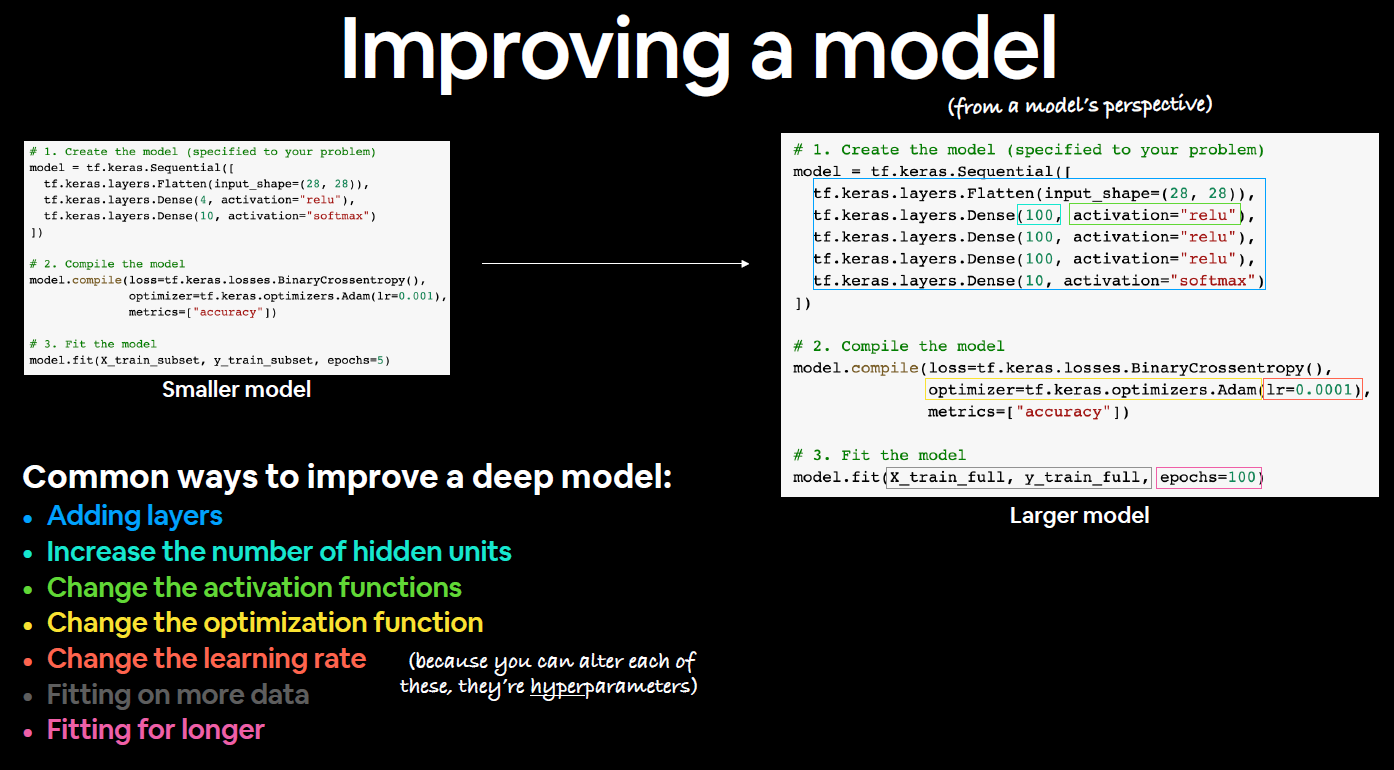 Improving a model
(from a model's perspective)
# 1. Create the model (specified to your problem)
model = tf.keras.Sequential([
  tf.keras.layers.Flatten(input_shape=(28, 28)),
  tf.keras.layers.Dense(4, activation="relu"),
  tf.keras.layers.Dense(10, activation="softmax")
])
# 2. Compile the model
model.compile(loss=tf.keras.losses.BinaryCrossentropy(),
              optimizer=tf.keras.optimizers.Adam(lr=0.001),
              metrics=["accuracy"])
# 3. Fit the model
model.fit(X_train_subset, y_train_subset, epochs=5)
Smaller model
# 1. Create the model (specified to your problem)
model = tf.keras.Sequential([
  tf.keras.layers.Flatten(input_shape=(28, 28)),
  tf.keras.layers.Dense(100, activation="relu"),
  tf.keras.layers.Dense(100, activation="relu"),
  tf.keras.layers.Dense(100, activation="relu"),
  tf.keras.layers.Dense(10, activation="softmax")
])
# 2. Compile the model
model.compile(loss=tf.keras.losses.BinaryCrossentropy(),
              optimizer=tf.keras.optimizers.Adam(lr=0.0001),
              metrics=["accuracy"])
# 3. Fit the model
model.fit(X_train_full, y_train_full, epochs=100)
Larger model
Common ways to improve a deep model:
• Adding layers
• Increase the number of hidden units
• Change the activation functions
• Change the optimization function
• Change the learning rate
• Fitting on more data
• Fitting for longer
(because you can alter each of
these, they're hyperparameters)